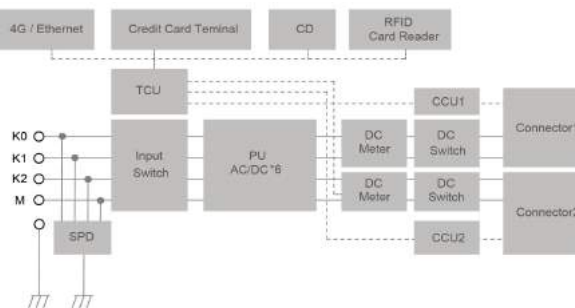 4G / Ethernet
Credit Card Teminal
CD
RFID
Card Reader
TCU
CCU1
Connector1
K0
K1
K2
M
Input
Switch
PU
AC/DC*6
DC
Meter
DC
Switch
DC
Meter
DC
Switch
Connector2
SPD
CCU2